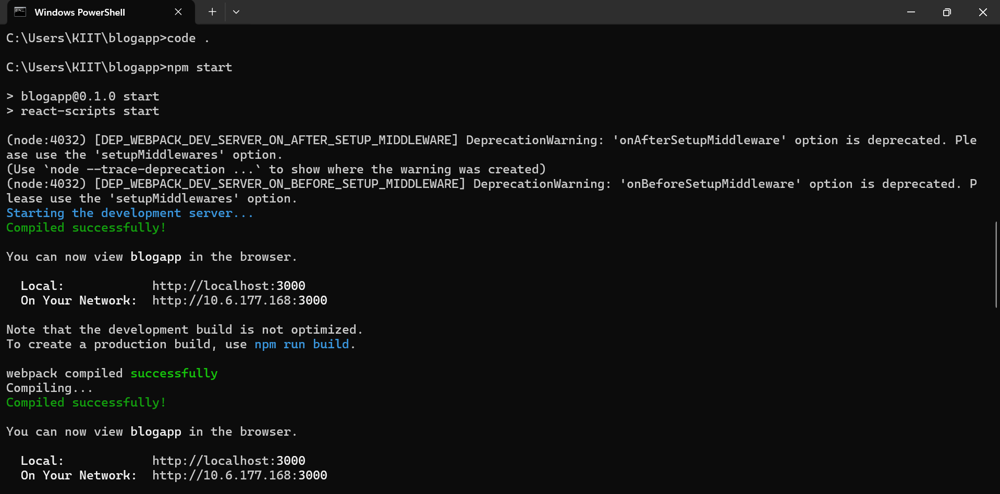 Windows PowerShell
C:\Users\KIIT\blogapp>code .
C:\Users\KIIT\blogapp>npm start
> blogapp@0.1.0 start
> react-scripts start
(node:4032) [DEP_WEBPACK_DEV_SERVER_ON_AFTER_SETUP_MIDDLEWARE] DeprecationWarning: 'onAfterSetupMiddleware' option is deprecated. Ple
ase use the 'setupMiddlewares' option.
(Use `node --trace-deprecation ...` to show where the warning was created)
(node:4032) [DEP_WEBPACK_DEV_SERVER_ON_BEFORE_SETUP_MIDDLEWARE] DeprecationWarning: 'onBeforeSetupMiddleware' option is deprecated. P
lease use the 'setupMiddlewares' option.
Starting the development server...
Compiled successfully!
You can now view blogapp in the browser.
Local: http://localhost:3000
On Your Network: http://10.6.177.168:3000
Note that the development build is not optimized.
To create a production build, use npm run build.
webpack compiled successfully
Compiling...
Compiled successfully!
You can now view blogapp in the browser.
Local: http://localhost:3000
On Your Network: http://10.6.177.168:3000